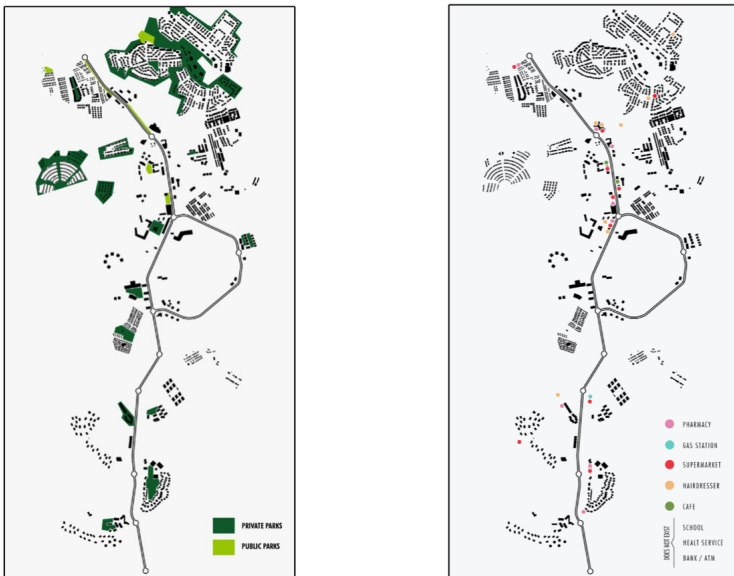 PRIVATE PARKS
PUBLIC PARKS
PHARMACY
GAS STATION
SUPERMARKET
HAIRDRESSER
CAFE
DOES NOT EXIST
SCHOOL
HEALT SERVICE
BANK / ATM